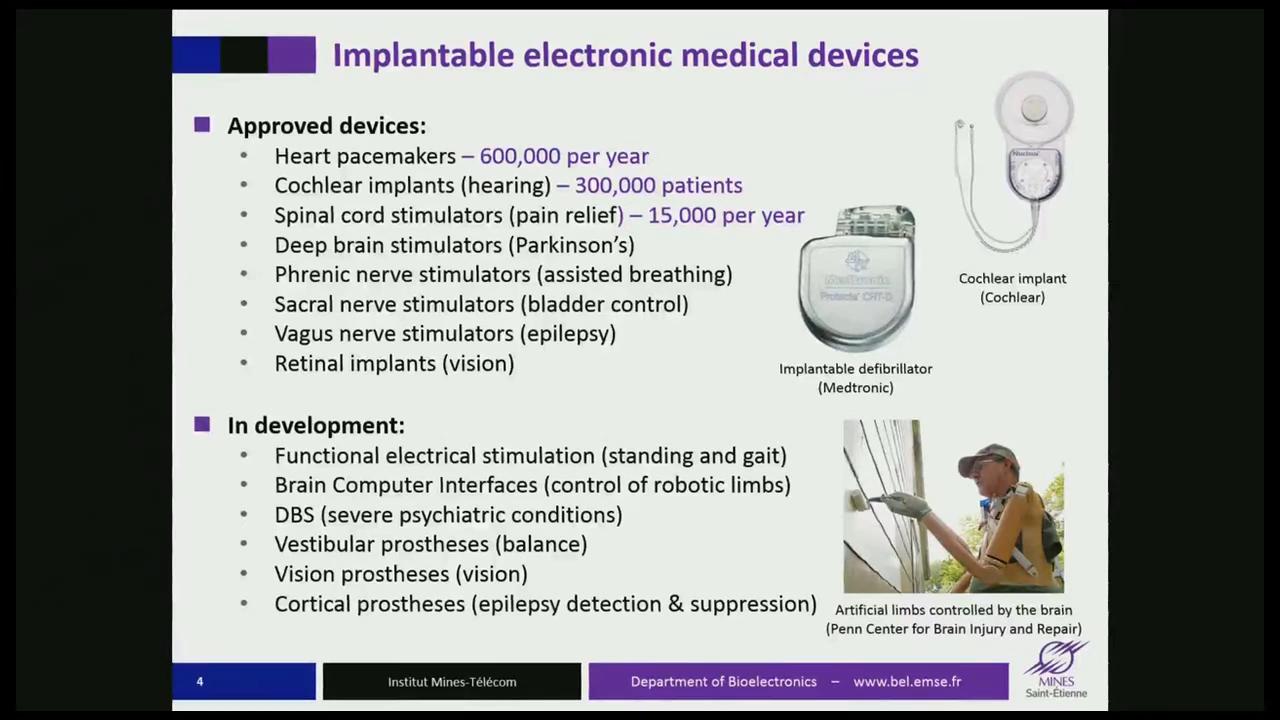 Implantable electronic medical devices
Approved devices:
Heart pacemakers – 600,000 per year
Cochlear implants (hearing) – 300,000 patients
Spinal cord stimulators (pain relief) – 15,000 per year
Deep brain stimulators (Parkinson's)
Phrenic nerve stimulators (assisted breathing)
Sacral nerve stimulators (bladder control)
Vagus nerve stimulators (epilepsy)
Retinal implants (vision)
Nucleus
Cochlear implant
(Cochlear)
Medtronic
Protecta CRT-D
Implantable defibrillator
(Medtronic)
In development:
Functional electrical stimulation (standing and gait)
Brain Computer Interfaces (control of robotic limbs)
DBS (severe psychiatric conditions)
Vestibular prostheses (balance)
Vision prostheses (vision)
Cortical prostheses (epilepsy detection & suppression)
Artificial limbs controlled by the brain
(Penn Center for Brain Injury and Repair)
4
Institut Mines-Télécom
Department of Bioelectronics – www.bel.emse.fr
MINES
Saint-Étienne